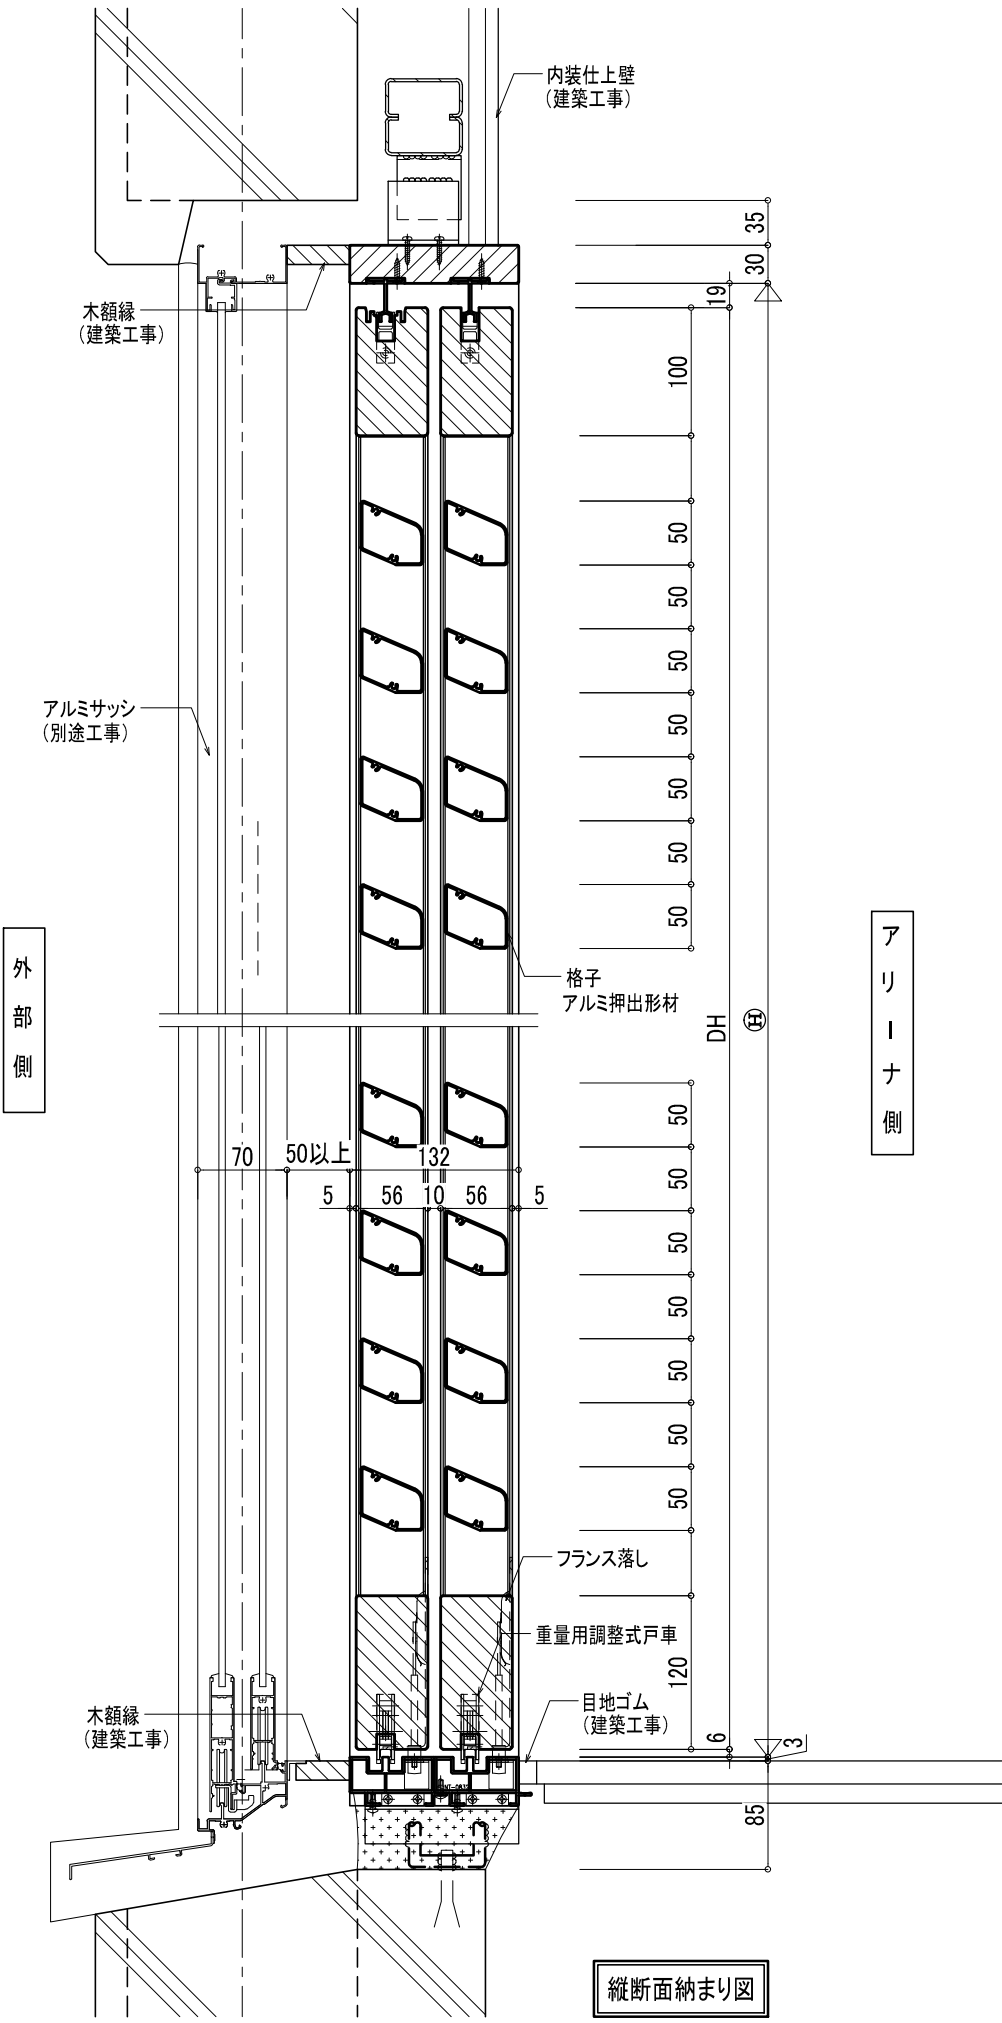 内装仕上壁
(建築工事)
35
30
19
木額縁
(建築工事)
100
50
50
50
アルミサッシ
(別途工事)
50
50
50
50
外部側
アリーナ側
格子
アルミ押出形材
DH
H
50
70
50以上
132
50
5
56
10
56
5
50
50
50
50
50
フランス落し
重量用調整式戸車
120
木額縁
(建築工事)
目地ゴム
(建築工事)
6
3
85
縦断面納まり図